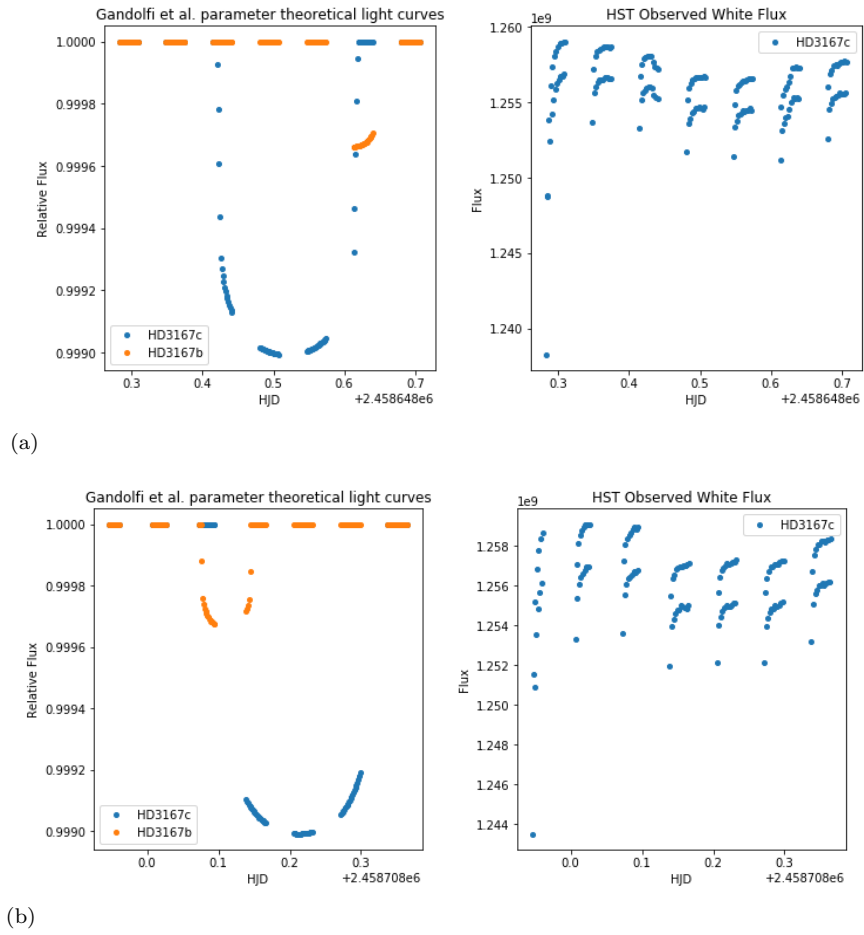 Gandolfi et al. parameter theoretical light curves
1.0000
0.9998
0.9996
0.9994
0.9992
0.9990
Relative Flux
HD3167c
HD3167b
0.3
0.4
0.5
0.6
0.7
HJD
+2.458648e6
HST Observed White Flux
1e9
1.260
1.255
1.250
1.245
1.240
Flux
HD3167c
0.3
0.4
0.5
0.6
0.7
HJD
+2.458648e6
(a)
Gandolfi et al. parameter theoretical light curves
1.0000
0.9998
0.9996
0.9994
0.9992
0.9990
Relative Flux
HD3167c
HD3167b
0.0
0.1
0.2
0.3
HJD
+2.458708e6
HST Observed White Flux
1e9
1.258
1.256
1.254
1.252
1.250
1.248
1.246
1.244
Flux
HD3167c
0.0
0.1
0.2
0.3
HJD
+2.458708e6
(b)